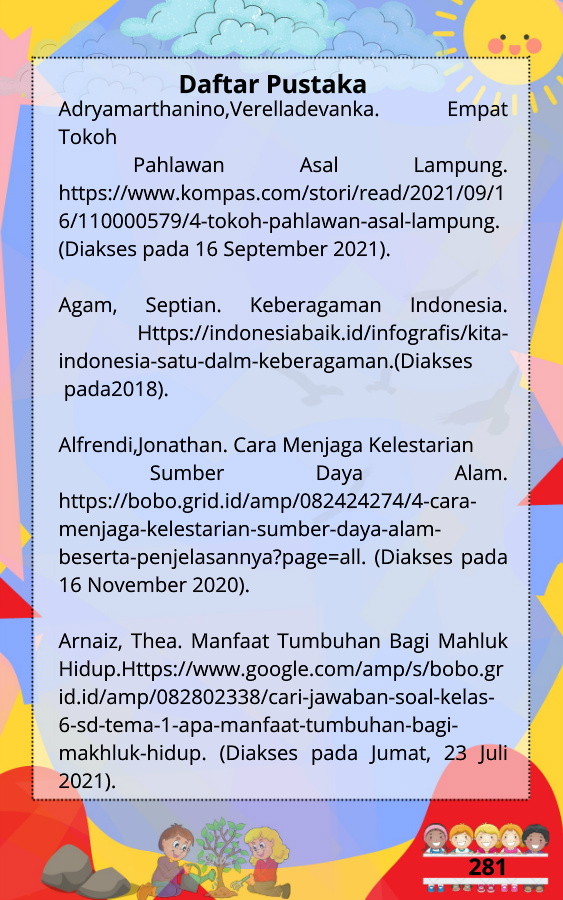 Daftar Pustaka
Adryamarthanino,Verelladevanka. Empat
Tokoh
Pahlawan Asal Lampung.
https://www.kompas.com/stori/read/2021/09/1
6/110000579/4-tokoh-pahlawan-asal-lampung.
(Diakses pada 16 September 2021).
Agam, Septian. Keberagaman Indonesia.
Https://indonesiabaik.id/infografis/kita-
indonesia-satu-dalm-keberagaman.(Diakses
pada2018).
Alfrendi,Jonathan. Cara Menjaga Kelestarian
Sumber Daya Alam.
https://bobo.grid.id/amp/082424274/4-cara-
menjaga-kelestarian-sumber-daya-alam-
beserta-penjelasannya?page=all. (Diakses pada
16 November 2020).
Arnaiz, Thea. Manfaat Tumbuhan Bagi Mahluk
Hidup.Https://www.google.com/amp/s/bobo.gr
id.id/amp/082802338/cari-jawaban-soal-kelas-
6-sd-tema-1-apa-manfaat-tumbuhan-bagi-
makhluk-hidup. (Diakses pada Jumat, 23 Juli
2021).
281